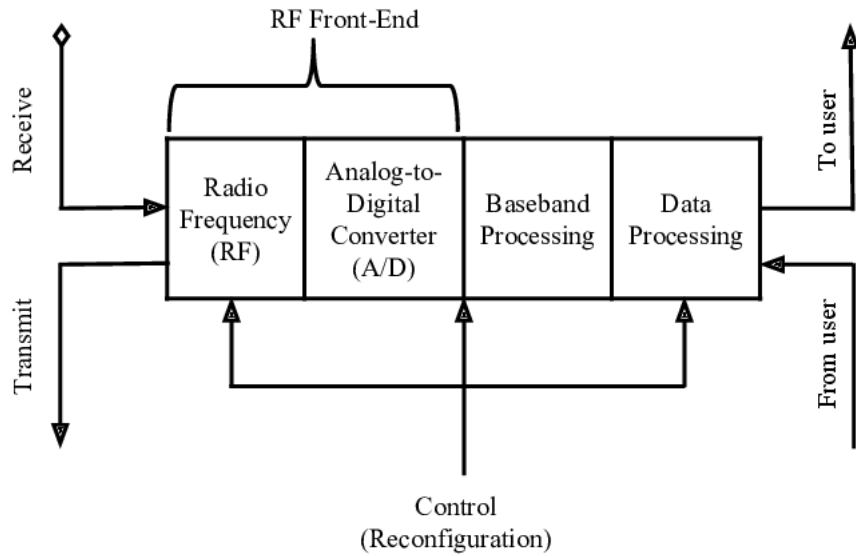 RF Front-End
Receive
To user
Radio
Frequency
(RF)
Analog-to-
Digital
Converter
(A/D)
Baseband
Processing
Data
Processing
Transmit
From user
Control
(Reconfiguration)